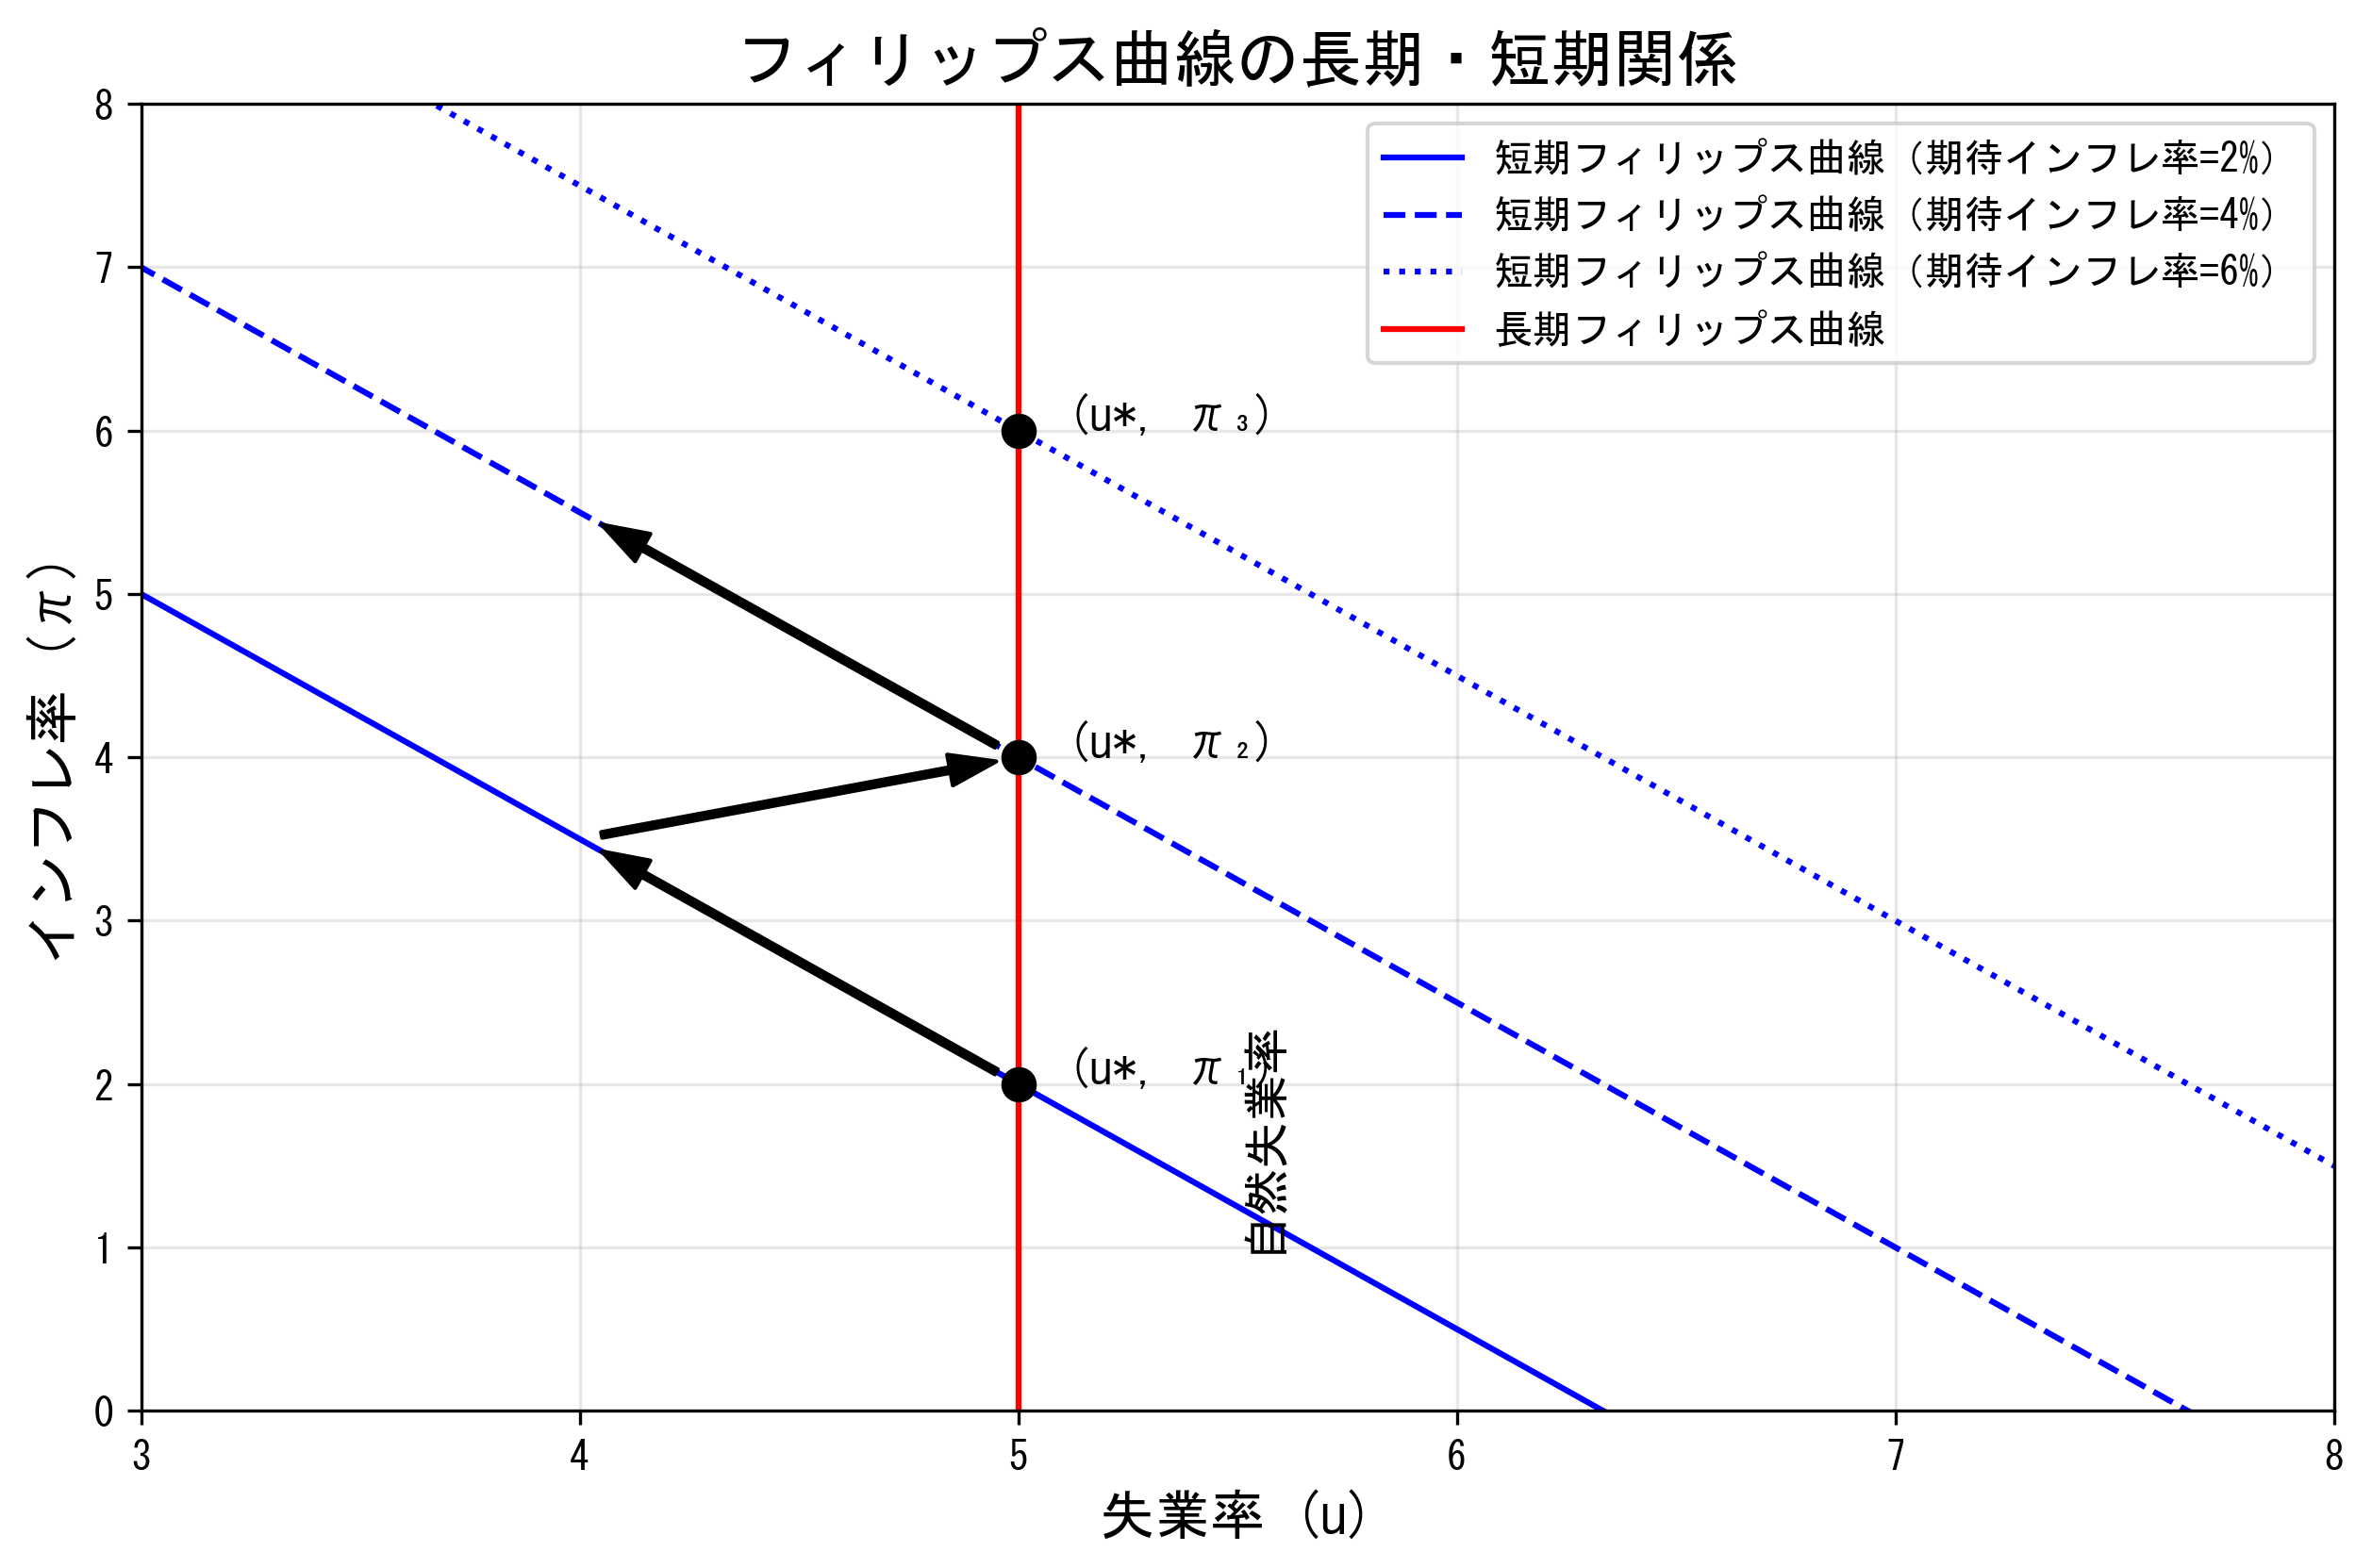 フィリップス曲線の長期・短期関係
短期フィリップス曲線（期待インフレ率=2%）
短期フィリップス曲線（期待インフレ率=4%）
短期フィリップス曲線（期待インフレ率=6%）
長期フィリップス曲線
8
7
6
5
4
3
2
1
0
インフレ率（π）
(u*, π₃)
(u*, π₂)
(u*, π₁)
自然失業率
3
4
5
6
7
8
失業率 (u)